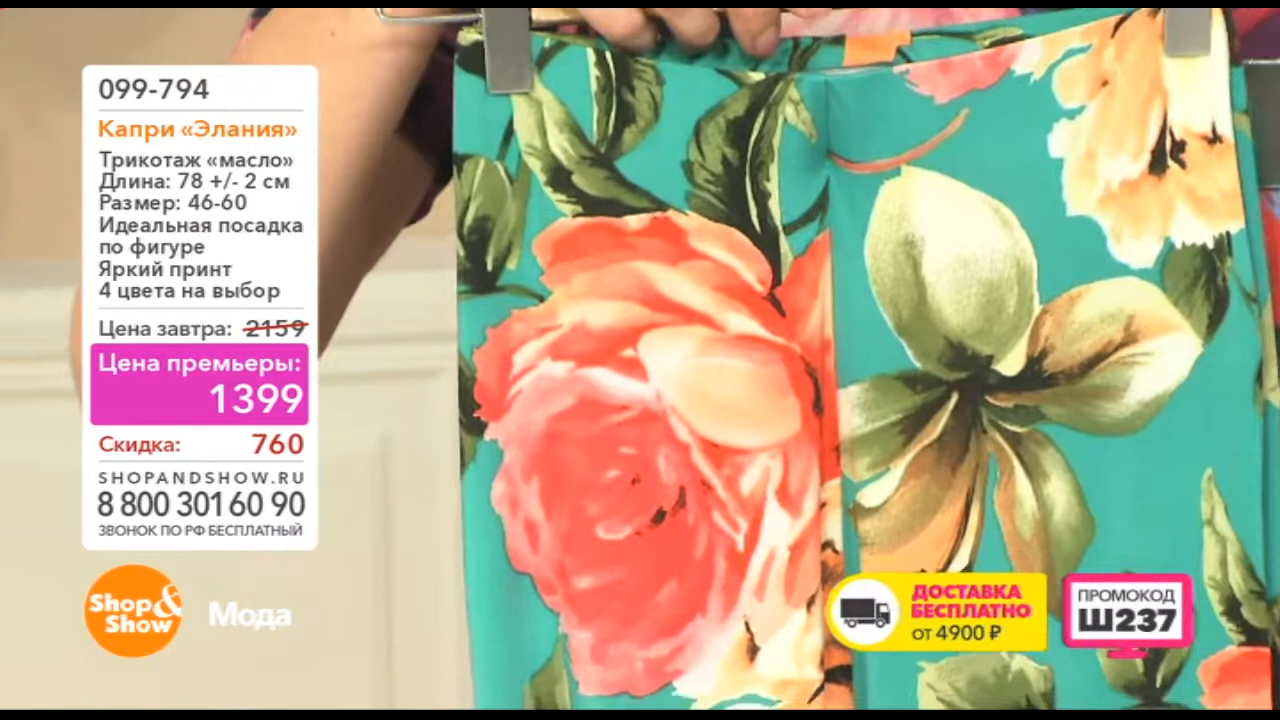 099-794
Капри «Элания»
Трикотаж «масло»
Длина: 78 +/- 2 см
Размер: 46-60
Идеальная посадка
по фигуре
Яркий принт
4 цвета на выбор
Цена завтра: 2159
Цена премьеры:
1399
Скидка: 760
SHOPANDSHOW.RU
8 800 301 60 90
ЗВОНОК ПО РФ БЕСПЛАТНЫЙ
Shop&
Show
Мода
ДОСТАВКА
БЕСПЛАТНО
ОТ 4900 ₽
ПРОМОКОД
Ш237